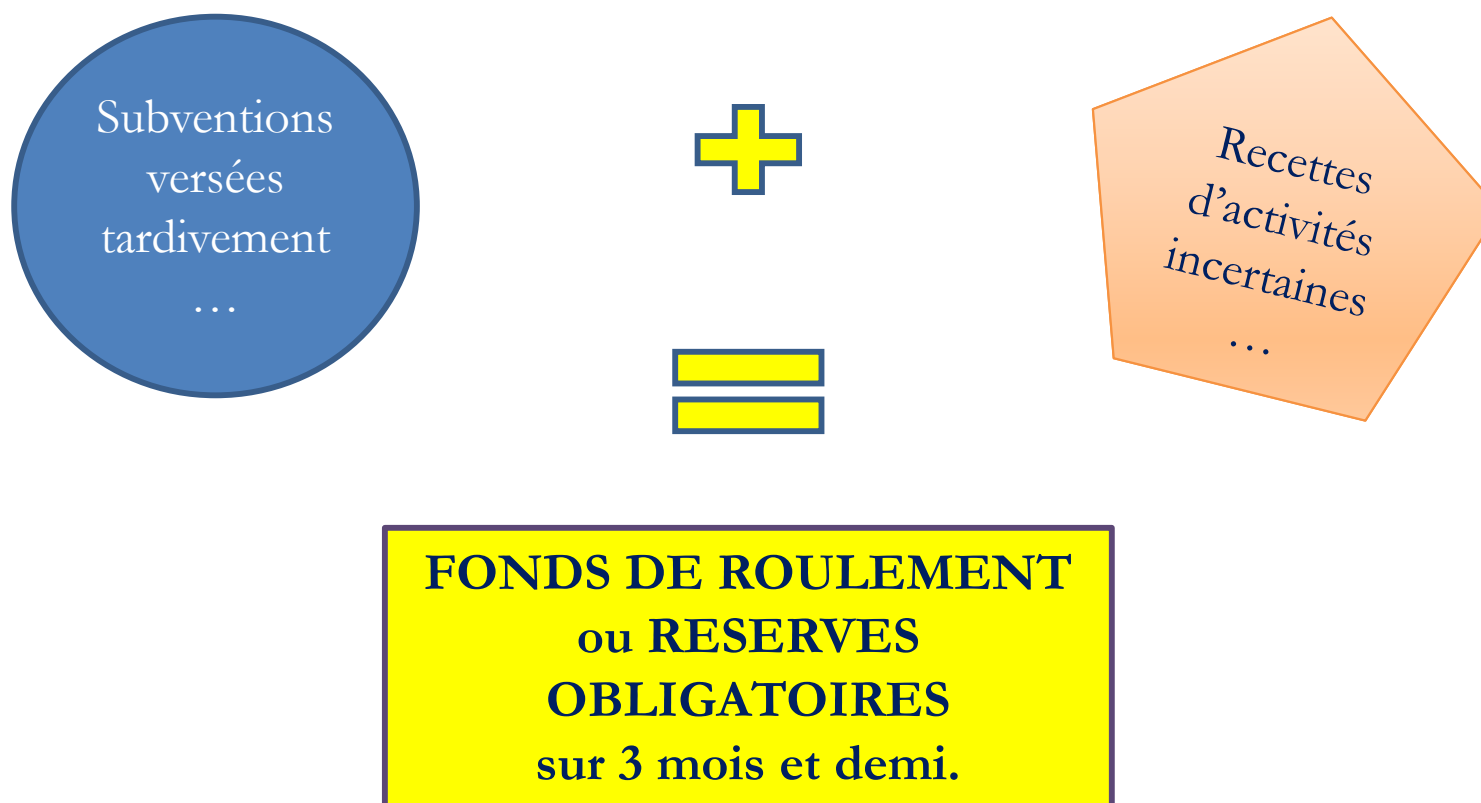 Subventions
versées
tardivement
…
Recettes
d’activités
incertaines
…
FONDS DE ROULEMENT
ou RESERVES
OBLIGATOIRES
sur 3 mois et demi.